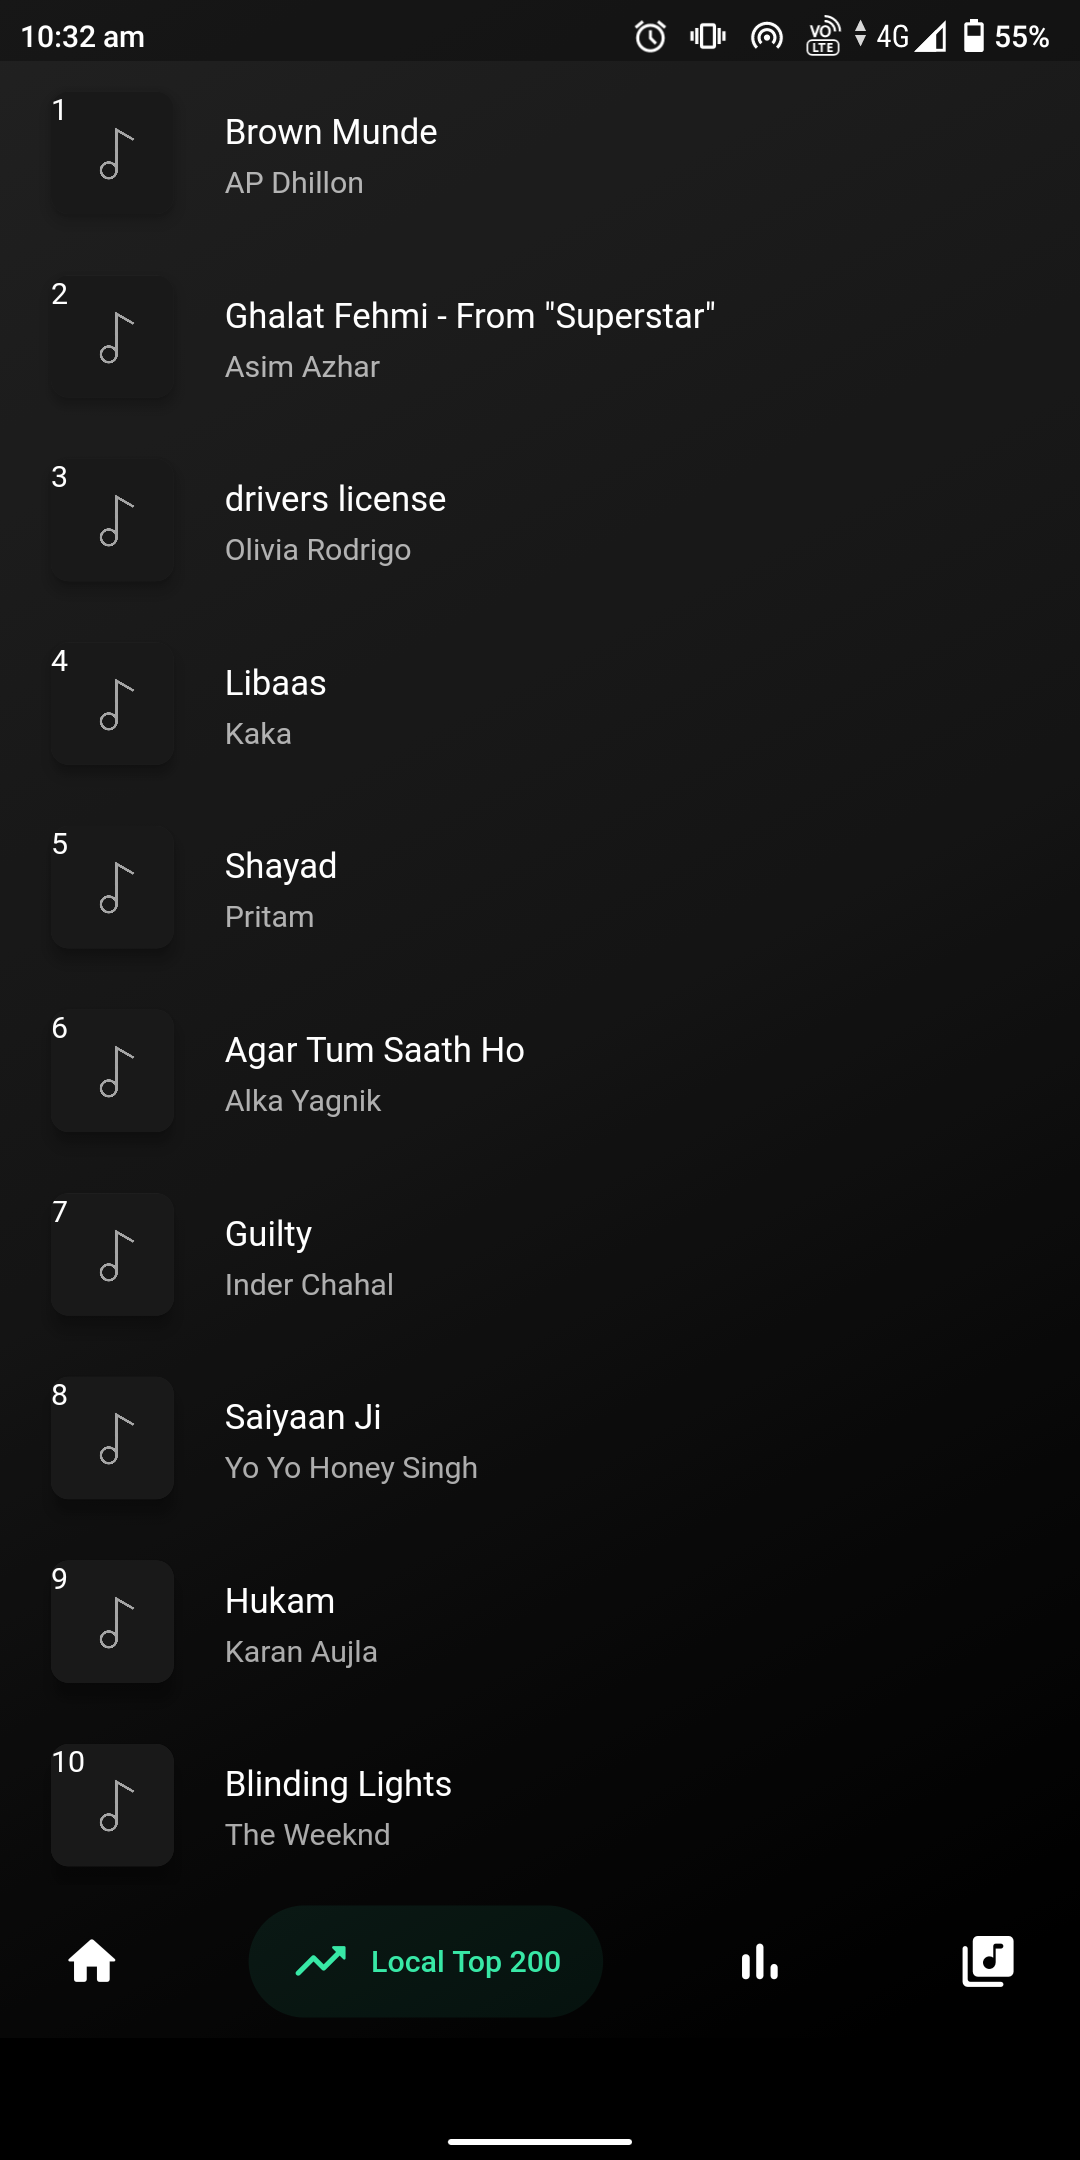 10:32 am VO LTE 4G 55%
1
Brown Munde
AP Dhillon
2
Ghalat Fehmi - From "Superstar"
Asim Azhar
3
drivers license
Olivia Rodrigo
4
Libaas
Kaka
5
Shayad
Pritam
6
Agar Tum Saath Ho
Alka Yagnik
7
Guilty
Inder Chahal
8
Saiyaan Ji
Yo Yo Honey Singh
9
Hukam
Karan Aujla
10
Blinding Lights
The Weeknd
Local Top 200